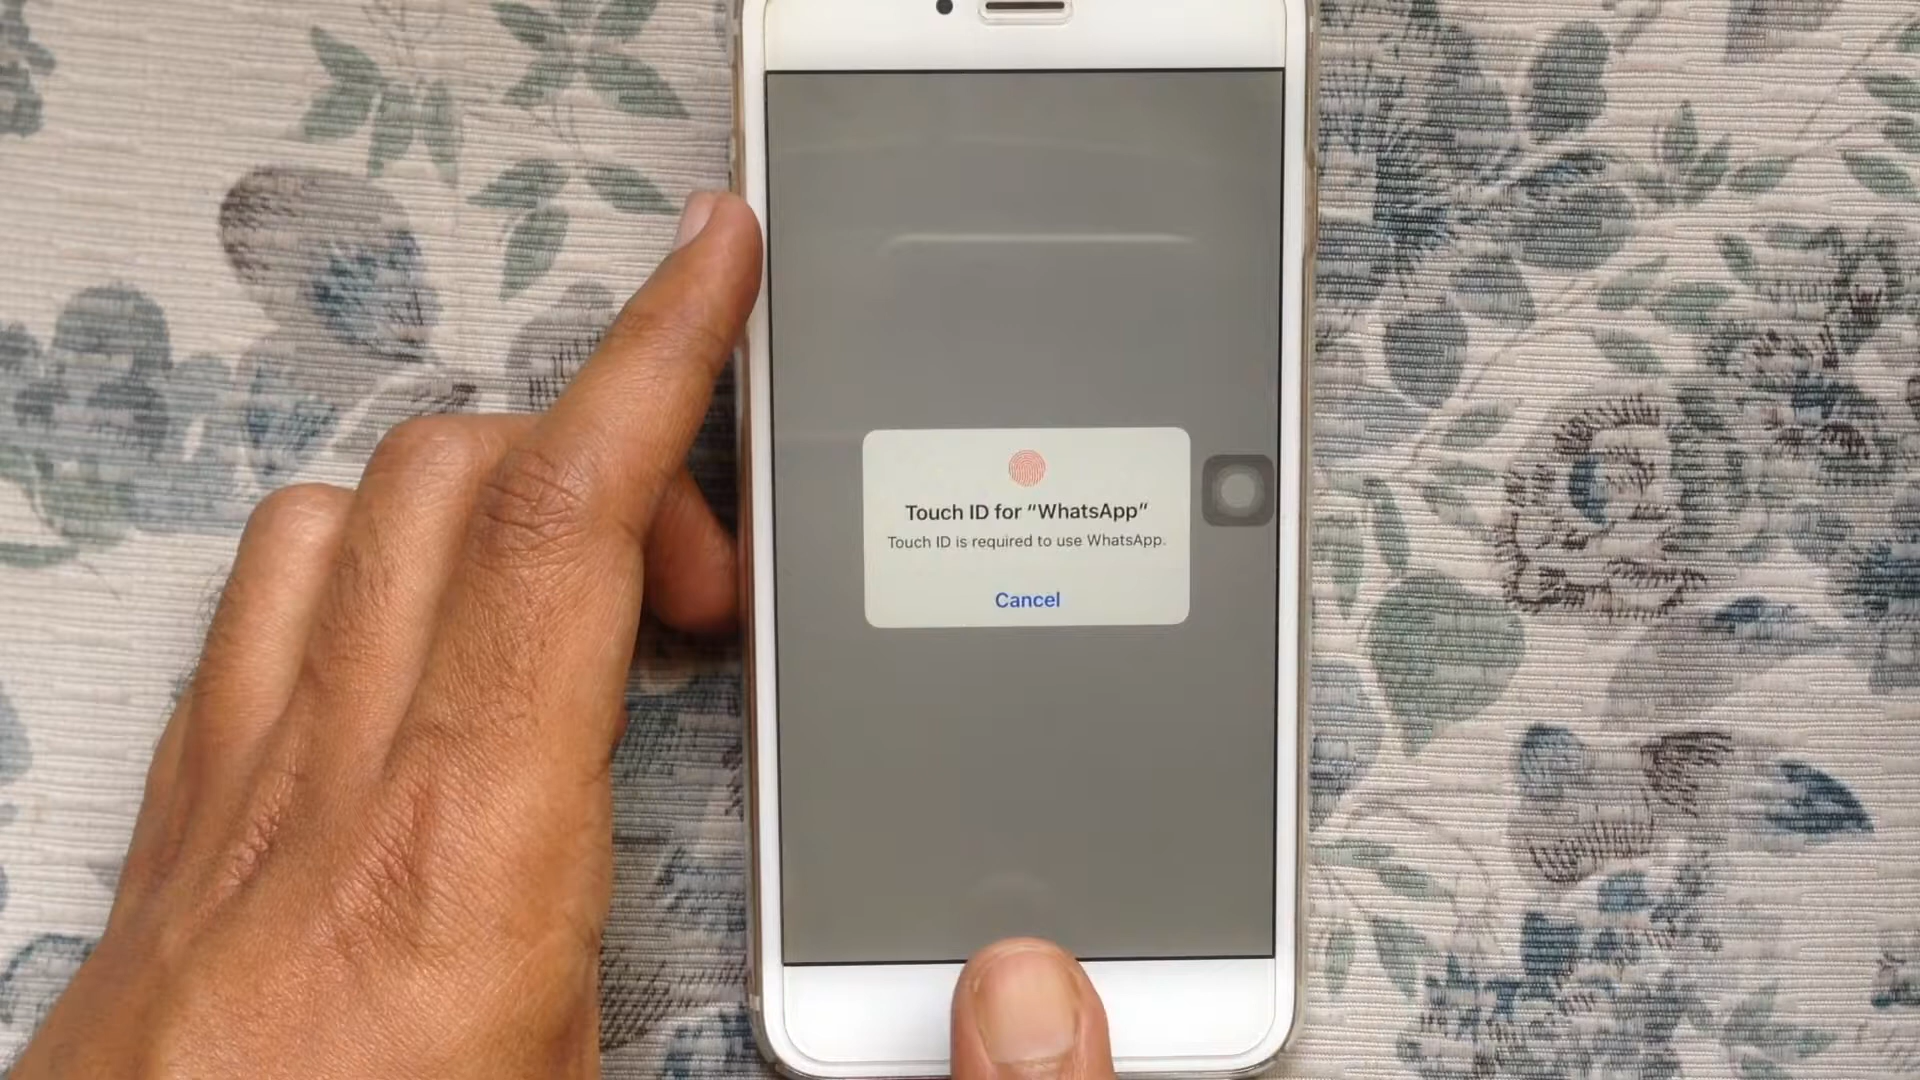 Touch ID for “WhatsApp”
Touch ID is required to use WhatsApp.
Cancel